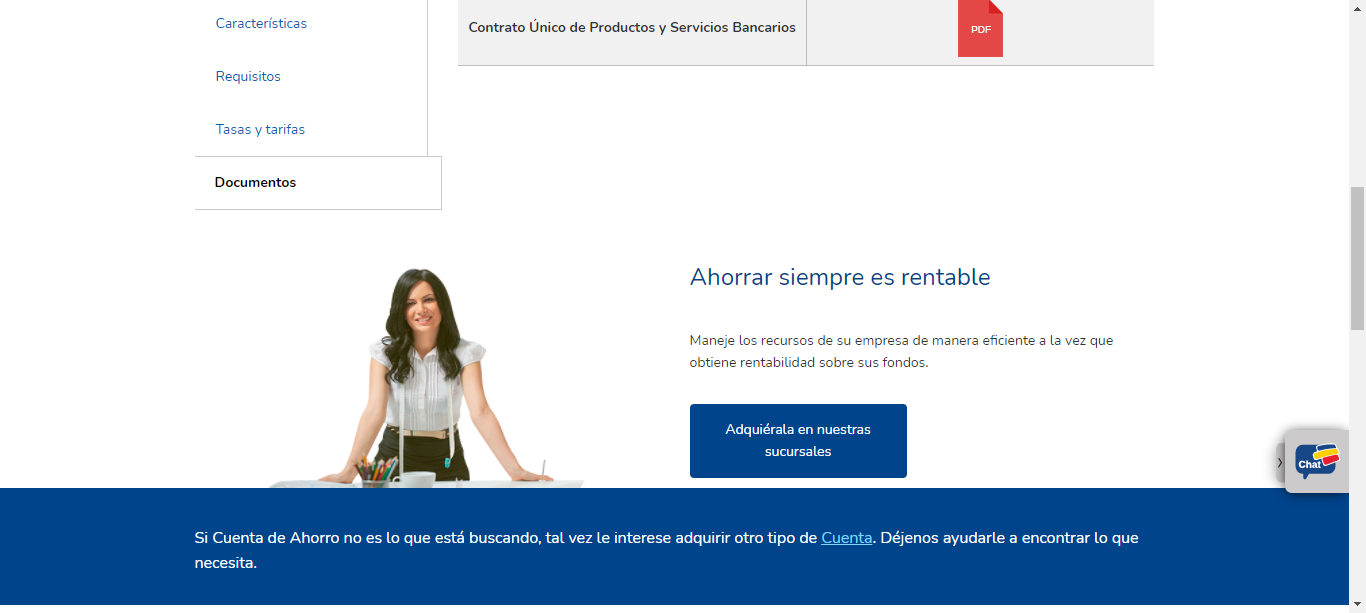 Características
Contrato Único de Productos y Servicios Bancarios
PDF
Requisitos
Tasas y tarifas
Documentos
Ahorrar siempre es rentable
Maneje los recursos de su empresa de manera eficiente a la vez que
obtiene rentabilidad sobre sus fondos.
Adquiérala en nuestras
sucursales
Chat
Si Cuenta de Ahorro no es lo que está buscando, tal vez le interese adquirir otro tipo de Cuenta. Déjenos ayudarle a encontrar lo que
necesita.